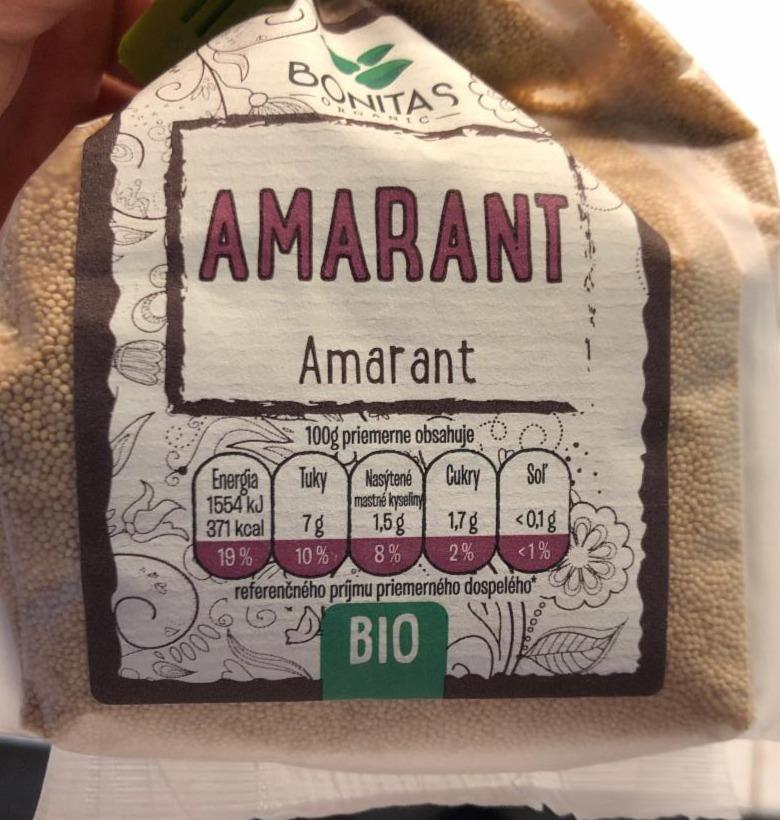 BONITAS
ORGANIC
AMARANT
Amarant
100g priemerne obsahuje
Energia
1554 kJ
371 kcal
19 %
Tuky
7 g
10 %
Nasýtené
mastné kyseliny
1,5 g
8 %
Cukry
1,7 g
2 %
Soľ
<0,1 g
<1 %
referenčného príjmu priemerného dospelého*
BIO